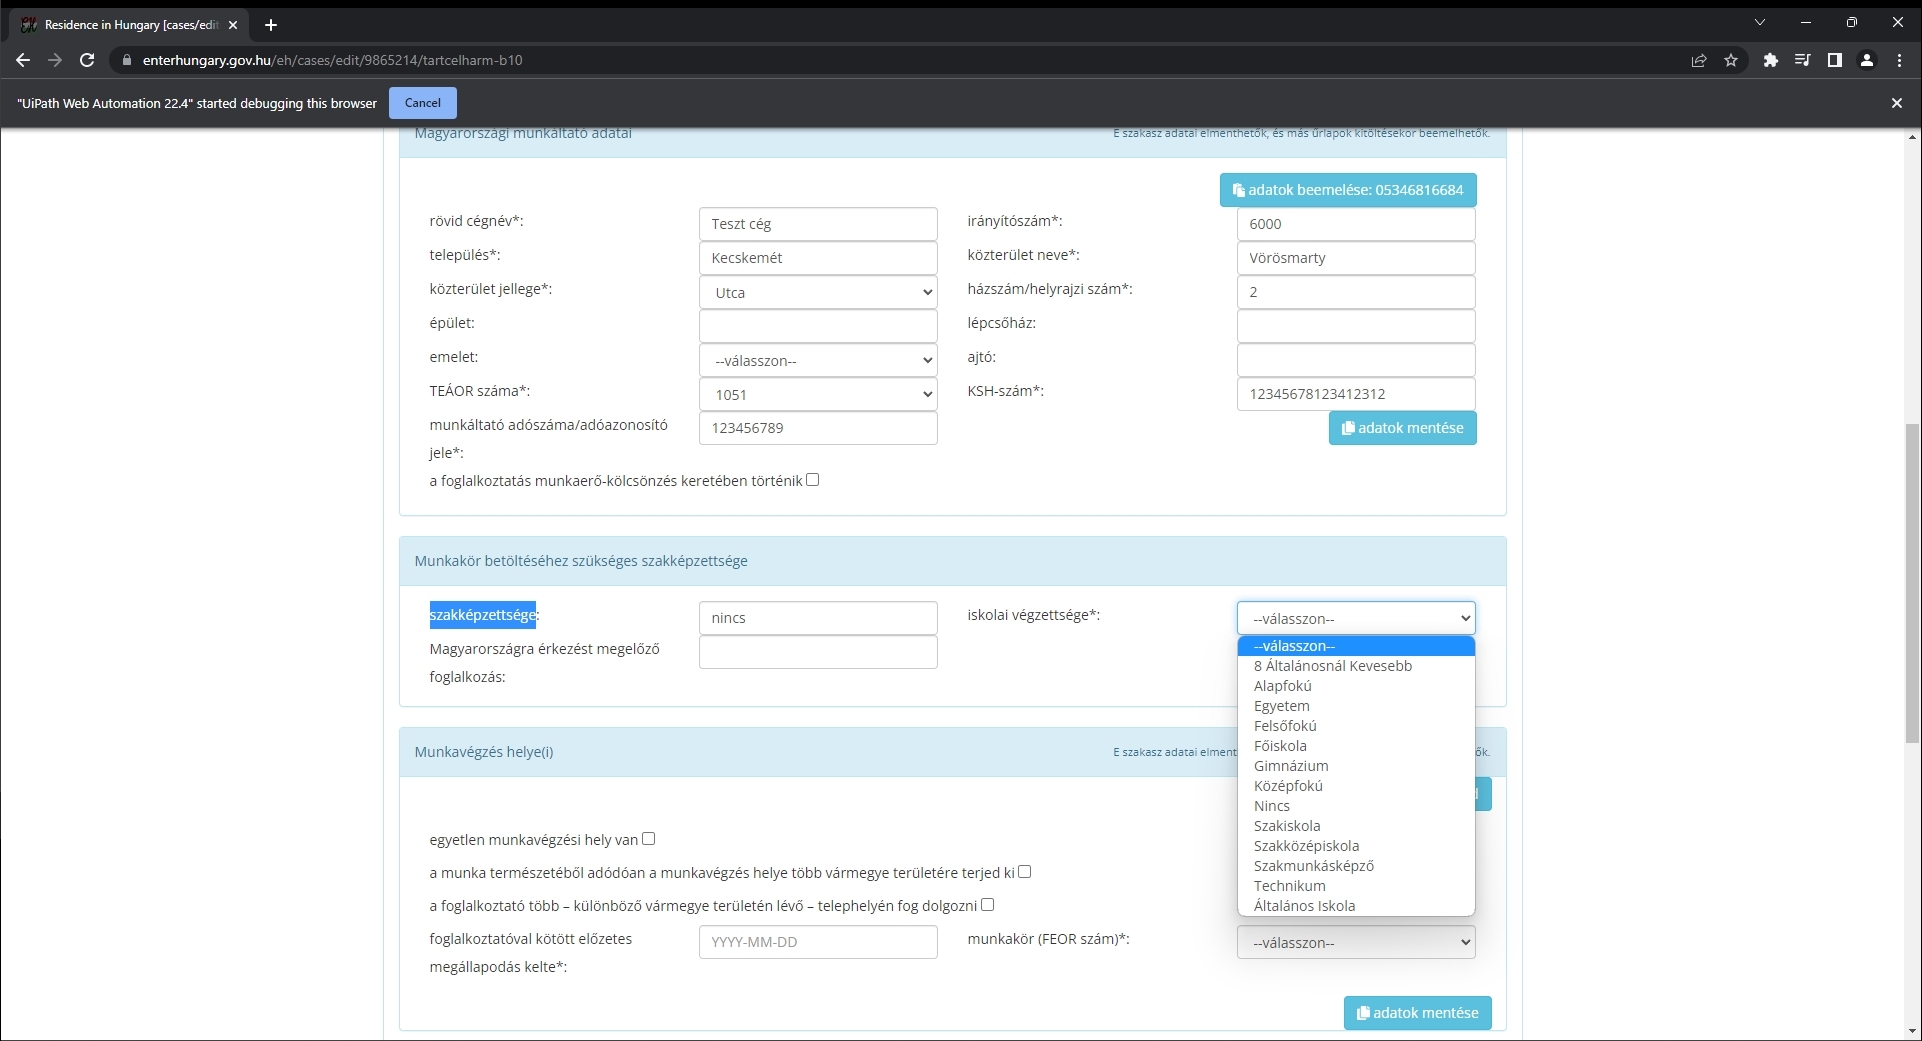 Residence in Hungary [cases/edit
enterhungary.gov.hu/eh/cases/edit/9865214/tartcelharm-b10
"UiPath Web Automation 22.4" started debugging this browser
Cancel
Magyarországi munkáltató adatai
E szakasz adatai elmenthetők, és más űrlapok kitöltésekor beemelhetők.
adatok beemelése: 05346816684
rövid cégnév*:
Teszt cég
irányítószám*:
6000
település*:
Kecskemét
közterület neve*:
Vörösmarty
közterület jellege*:
Utca
házszám/helyrajzi szám*:
2
épület:
lépcsőház:
emelet:
--válasszon--
ajtó:
TEÁOR száma*:
1051
KSH-szám*:
12345678123412312
munkáltató adószáma/adóazonosító
jele*:
123456789
adatok mentése
a foglalkoztatás munkaerő-kölcsönzés keretében történik
Munkakör betöltéséhez szükséges szakképzettsége
szakképzettsége:
nincs
iskolai végzettsége*:
--válasszon--
Magyarországra érkezést megelőző
foglalkozás:
--válasszon--
8 Általánosnál Kevesebb
Alapfokú
Egyetem
Felsőfokú
Főiskola
Gimnázium
Középfokú
Nincs
Szakiskola
Szakközépiskola
Szakmunkásképző
Technikum
Általános Iskola
Munkavégzés helye(i)
E szakasz adatai elment
ők.
egyetlen munkavégzési hely van
a munka természetéből adódóan a munkavégzés helye több vármegye területére terjed ki
a foglalkoztató több – különböző vármegye területén lévő – telephelyén fog dolgozni
foglalkoztatóval kötött előzetes
megállapodás kelte*:
YYYY-MM-DD
munkakör (FEOR szám)*:
--válasszon--
adatok mentése